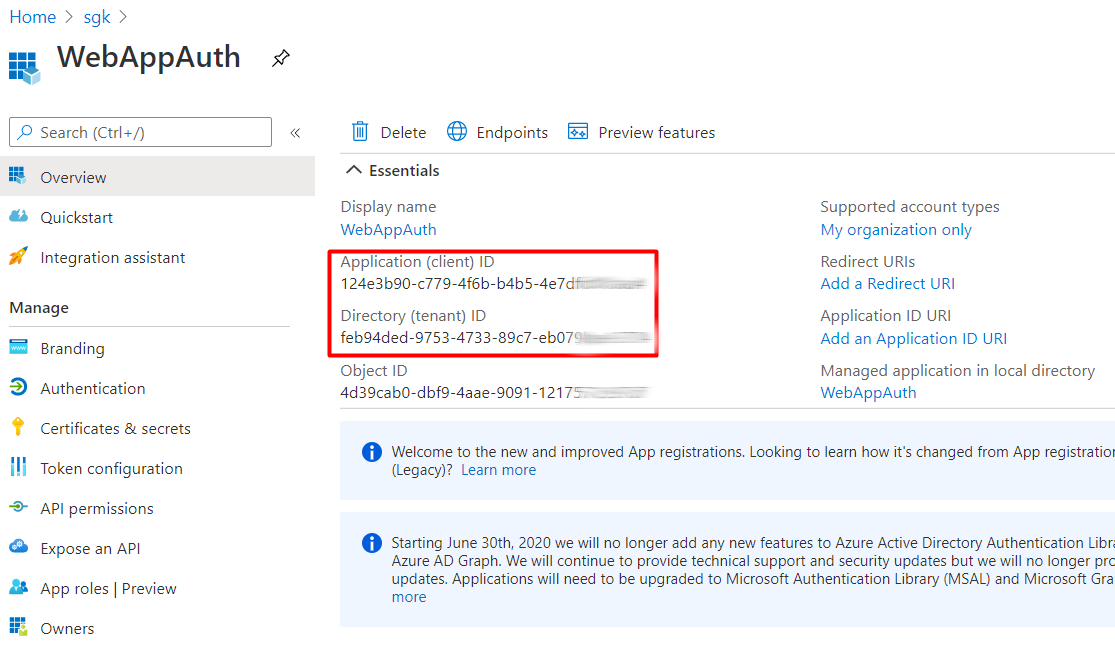 Home > sgk >
WebAppAuth
Search (Ctrl+/)
«
Overview
Quickstart
Integration assistant
Manage
Branding
Authentication
Certificates & secrets
Token configuration
API permissions
Expose an API
App roles | Preview
Owners
Delete Endpoints Preview features
Essentials
Display name
WebAppAuth
Application (client) ID
124e3b90-c779-4f6b-b4b5-4e7df
Directory (tenant) ID
feb94ded-9753-4733-89c7-eb079
Object ID
4d39cab0-dbf9-4aae-9091-12175
Supported account types
My organization only
Redirect URIs
Add a Redirect URI
Application ID URI
Add an Application ID URI
Managed application in local directory
WebAppAuth
Welcome to the new and improved App registrations. Looking to learn how it's changed from App registration
(Legacy)? Learn more
Starting June 30th, 2020 we will no longer add any new features to Azure Active Directory Authentication Libra
Azure AD Graph. We will continue to provide technical support and security updates but we will no longer pro
updates. Applications will need to be upgraded to Microsoft Authentication Library (MSAL) and Microsoft Gra
more